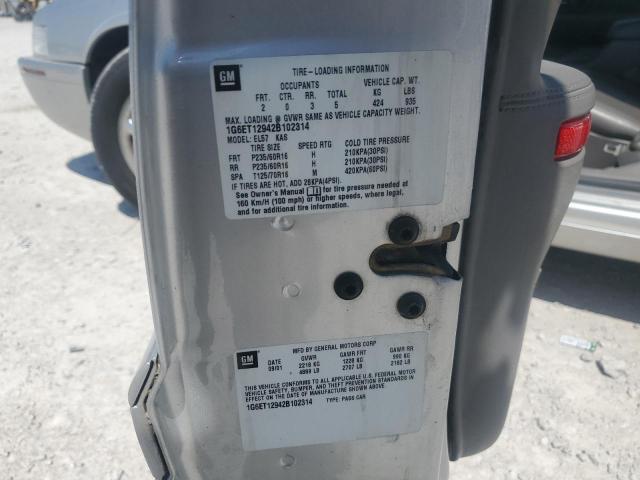 GM
TIRE-LOADING INFORMATION
OCCUPANTS VEHICLE CAP. WT.
FRT. CTR. RR. TOTAL KG LBS
2 0 3 5 424 935
MAX. LOADING @ GVWR SAME AS VEHICLE CAPACITY WEIGHT.
1G6ET12942B102314
MODEL: EL57 KAS
TIRE SIZE SPEED RTG COLD TIRE PRESSURE
FRT P235/60R16 H 210KPA(30PSI)
RR P235/60R16 H 210KPA(30PSI)
SPA T125/70R16 M 420KPA(60PSI)
IF TIRES ARE HOT, ADD 28KPA(4PSI).
See Owner's Manual for tire pressure needed at
160 Km/H (100 mph) or higher speeds, where legal,
and for additional tire information.
GM
MFD BY GENERAL MOTORS CORP
DATE GVWR GAWR FRT GAWR RR
09/01 2218 KG 1228 KG 990 KG
4889 LB 2707 LB 2182 LB
THIS VEHICLE CONFORMS TO ALL APPLICABLE U.S. FEDERAL MOTOR
VEHICLE SAFETY, BUMPER, AND THEFT PREVENTION STANDARDS IN
EFFECT ON THE DATE OF MANUFACTURE SHOWN ABOVE.
1G6ET12942B102314 TYPE: PASS CAR